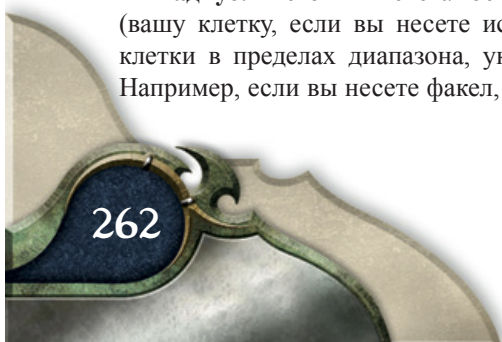 (вашу клетку, если вы несете ис
клетки в пределах диапазона, ук
Например, если вы несете факел,
262